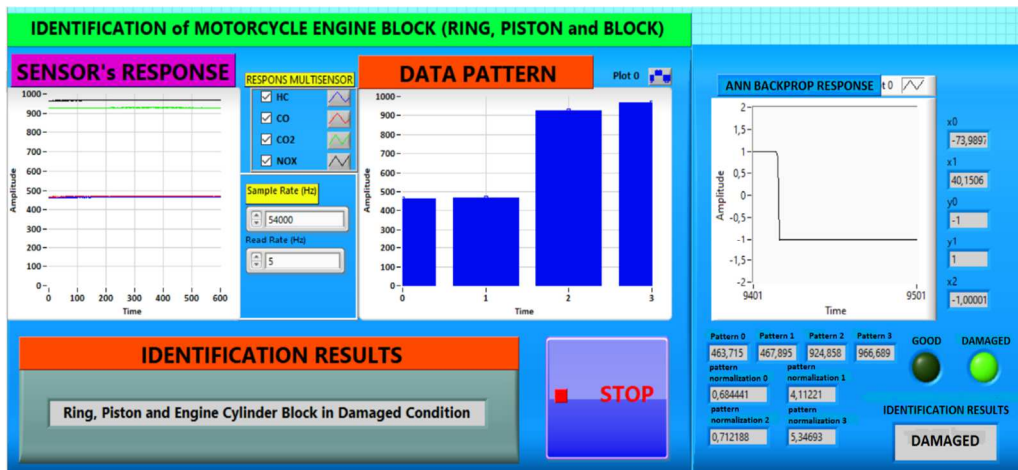 IDENTIFICATION of MOTORCYCLE ENGINE BLOCK (RING, PISTON and BLOCK)
SENSOR's RESPONSE
1000-
900-
800-
700-
600-
500-
400-
300-
200-
100-
0-
Amplitude
0 100 200 300 400 500 600
Time
RESPONS MULTISENSOR
HC
CO
CO2
NOX
Sample Rate (Hz)
54000
Read Rate (Hz)
5
DATA PATTERN
Plot 0
1000-
900-
800-
700-
600-
500-
400-
300-
200-
100-
0-
Amplitude
0 1 2 3
Time
IDENTIFICATION RESULTS
Ring, Piston and Engine Cylinder Block in Damaged Condition
STOP
ANN BACKPROP RESPONSE
t 0
2-
1,5-
1-
0,5-
0-
-0,5-
-1-
-1,5-
-2-
Amplitude
9401 9501
Time
x0
-73,9897
x1
40,1506
y0
-1
y1
1
x2
-1,00001
Pattern 0 Pattern 1 Pattern 2 Pattern 3
463,715 467,895 924,858 966,689
pattern normalization 0
0,684441
pattern normalization 1
4,11221
pattern normalization 2
0,712188
pattern normalization 3
5,34693
GOOD DAMAGED
IDENTIFICATION RESULTS
DAMAGED